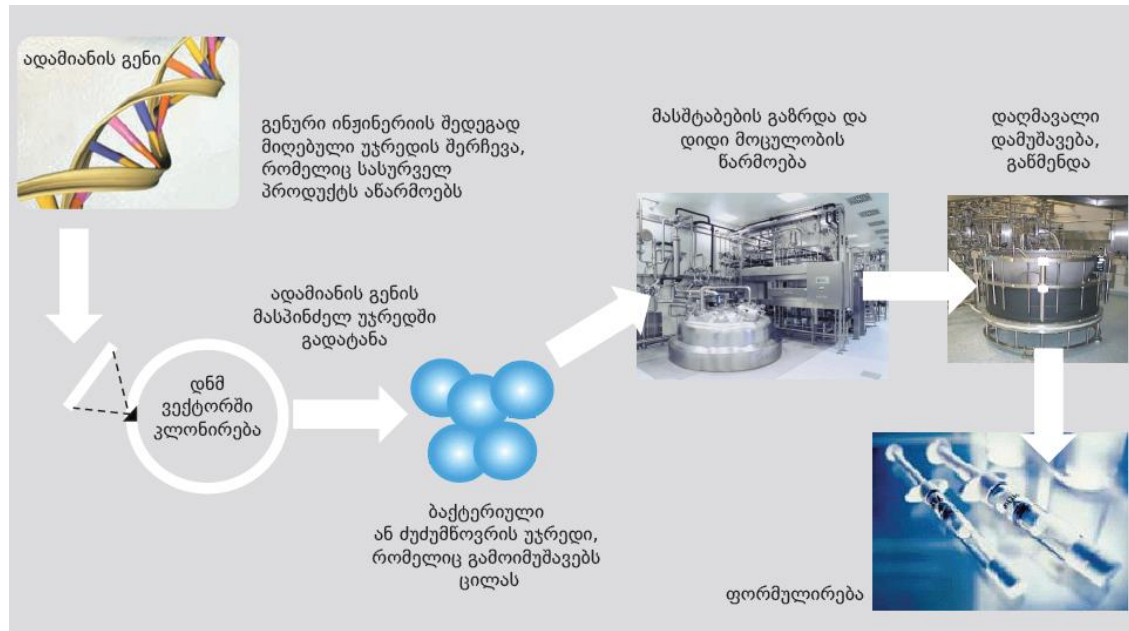 ადამიანის გენი
გენური ინჟინერიის შედეგად
მიღებული უჯრედის შერჩევა,
რომელიც სასურველ
პროდუქტს აწარმოებს
მასშტაბების გაზრდა და
დიდი მოცულობის
წარმოება
დაღმავალი
დამუშავება,
გაწმენდა
ადამიანის გენის
მასპინძელ უჯრედში
გადატანა
დნმ
ვექტორში
კლონირება
ბაქტერიული
ან ძუძუმწოვრის უჯრედი,
რომელიც გამოიმუშავებს
ცილას
ფორმულირება